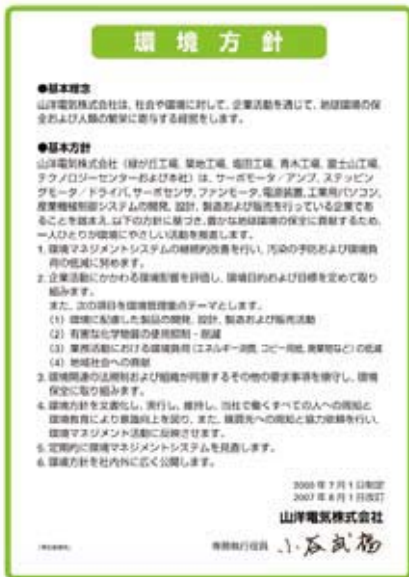 環境方針
●基本理念
山洋電気株式会社は、社会や環境に対して、企業活動を通じて、地球環境の保
全および人類の繁栄に寄与する経営をします。
●基本方針
山洋電気株式会社（緑が丘工場、築地工場、塩田工場、青木工場、富士山工場、
テクノロジーセンターおよび本社）は、サーボモータ／アンプ、ステッピン
グモータ／ドライバ、サーボセンサ、ファンモータ、電源装置、工業用パソコン、
産業機械制御システムの開発、設計、製造および販売を行っている企業であ
ることを踏まえ、以下の方針に基づき、豊かな地球環境の保全に貢献するため、
一人ひとりが環境にやさしい活動を推進します。
1. 環境マネジメントシステムの継続的改善を行い、汚染の予防および環境負
荷の低減に努めます。
2. 企業活動にかかわる環境影響を評価し、環境目的および目標を定めて取り
組みます。
また、次の項目を環境管理重点テーマとします。
（1）環境に配慮した製品の開発、設計、製造および販売活動
（2）有害な化学物質の使用抑制・削減
（3）業務活動における環境負荷（エネルギー消費、コピー用紙、廃棄物など）の低減
（4）地域社会への貢献
3. 環境関連の法規制および組織が同意するその他の要求事項を順守し、環境
保全に取り組みます。
4. 環境方針を文書化し、実行し、維持し、当社で働くすべての人への周知と
環境教育により意識向上を図り、また、購買先への周知と協力依頼を行い、
環境マネジメント活動に反映させます。
5. 定期的に環境マネジメントシステムを見直します。
6. 環境方針を社内外に広く公開します。
2007年8月1日改訂
山洋電気株式会社
専務執行役員 小谷武